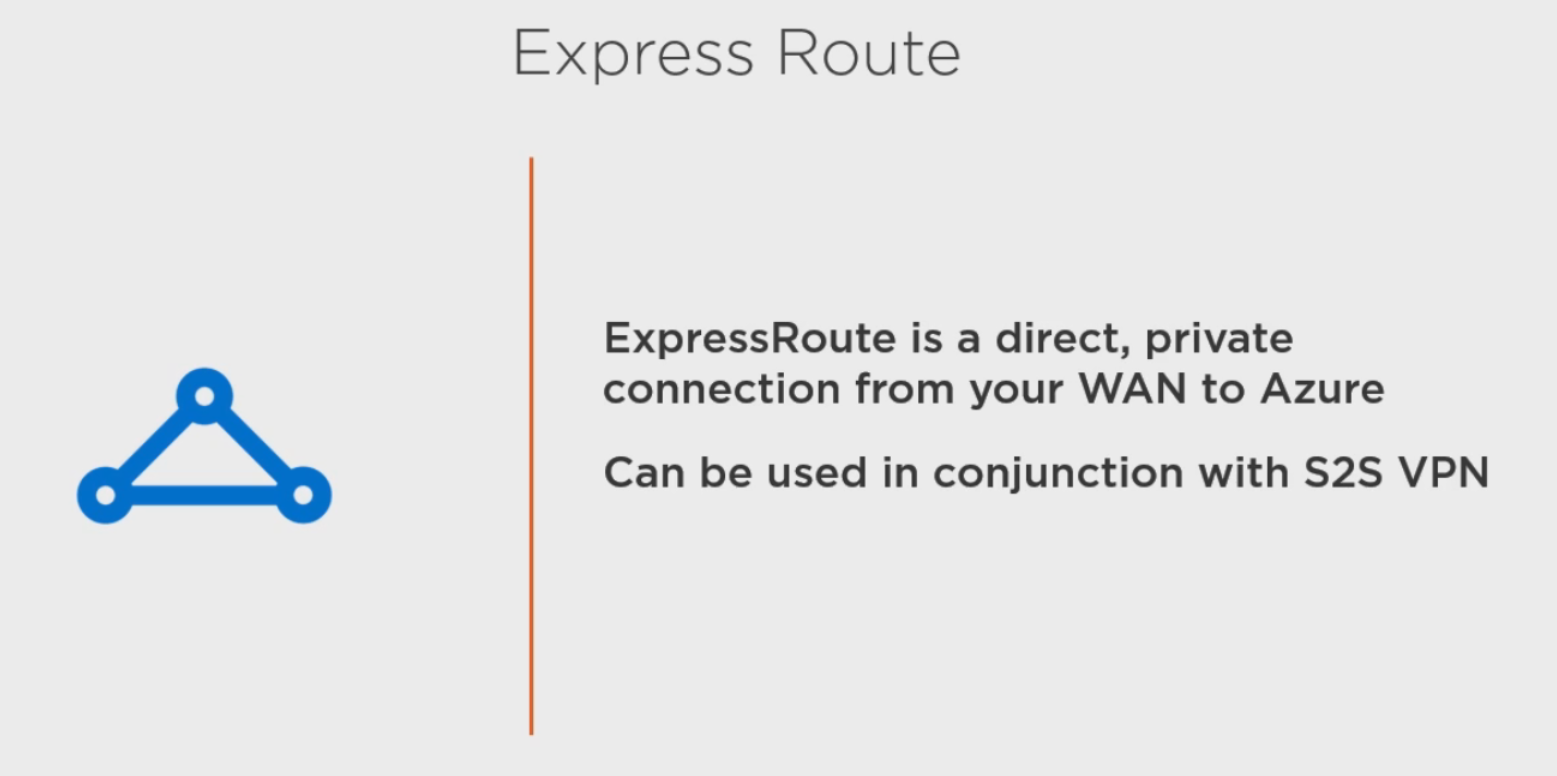 Express Route
ExpressRoute is a direct, private
connection from your WAN to Azure
Can be used in conjunction with S2S VPN